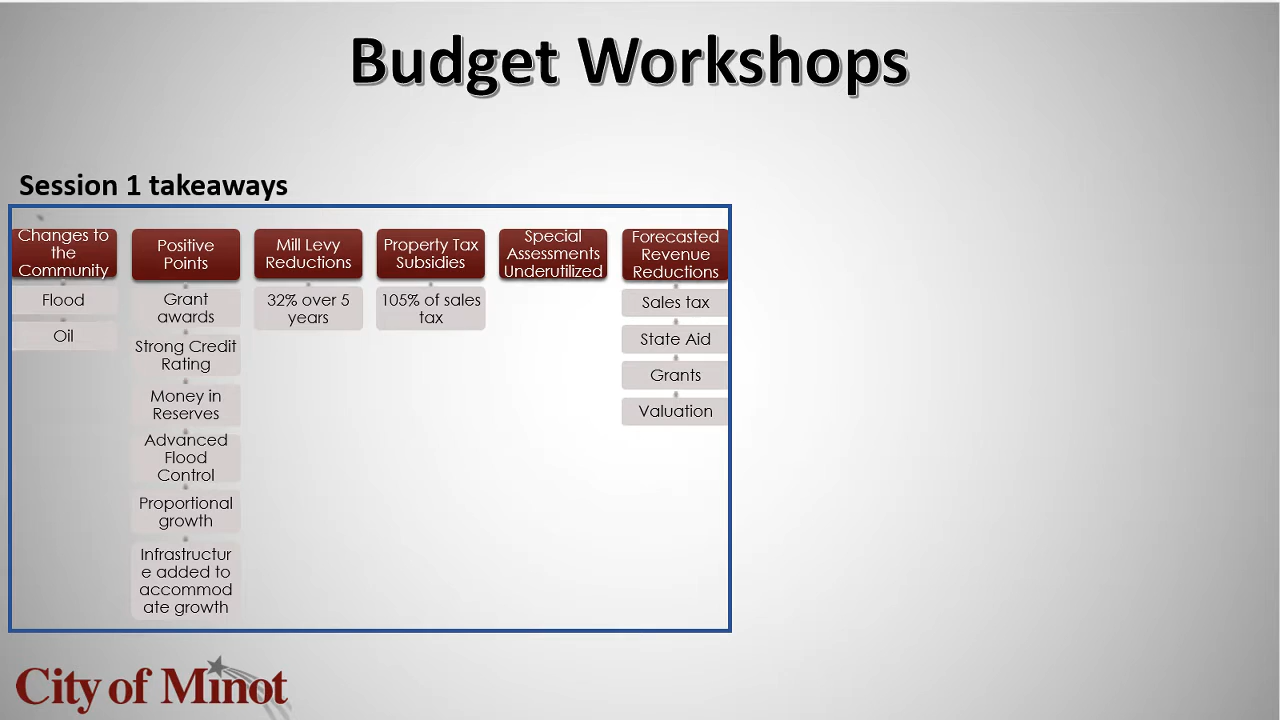 Budget Workshops
Session 1 takeaways
Changes to
the
Community
Flood
Oil
Positive
Points
Grant
awards
Strong Credit
Rating
Money in
Reserves
Advanced
Flood
Control
Proportional
growth
Infrastructur
e added to
accommod
ate growth
Mill Levy
Reductions
32% over 5
years
Property Tax
Subsidies
105% of sales
tax
Special
Assessments
Underutilized
Forecasted
Revenue
Reductions
Sales tax
State Aid
Grants
Valuation
City of Minot